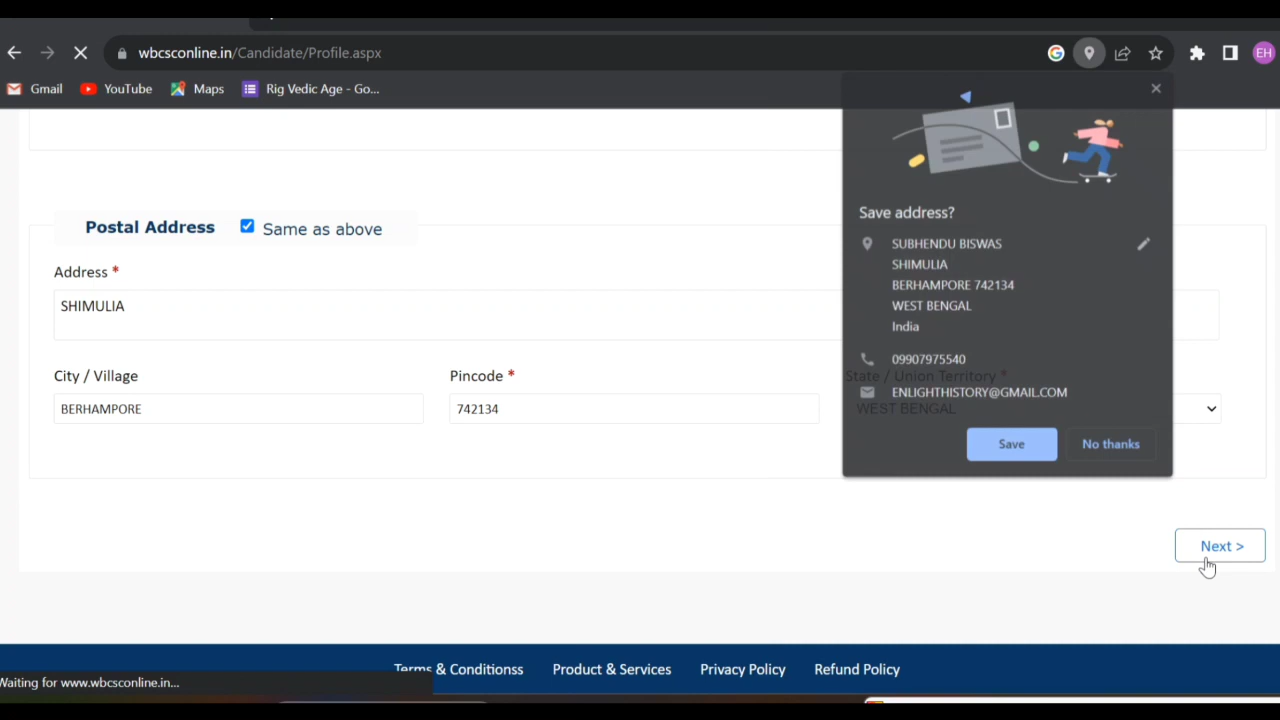 wbcsconline.in/Candidate/Profile.aspx
EH
Gmail YouTube Maps Rig Vedic Age - Go...
Postal Address Same as above
Address *
SHIMULIA
City / Village Pincode * State / Union Territory *
BERHAMPORE 742134 WEST BENGAL
Save address?
SUBHENDU BISWAS
SHIMULIA
BERHAMPORE 742134
WEST BENGAL
India
09907975540
ENLIGHTHISTORY@GMAIL.COM
Save No thanks
Next >
Terms & Conditionss Product & Services Privacy Policy Refund Policy
Waiting for www.wbcsconline.in...